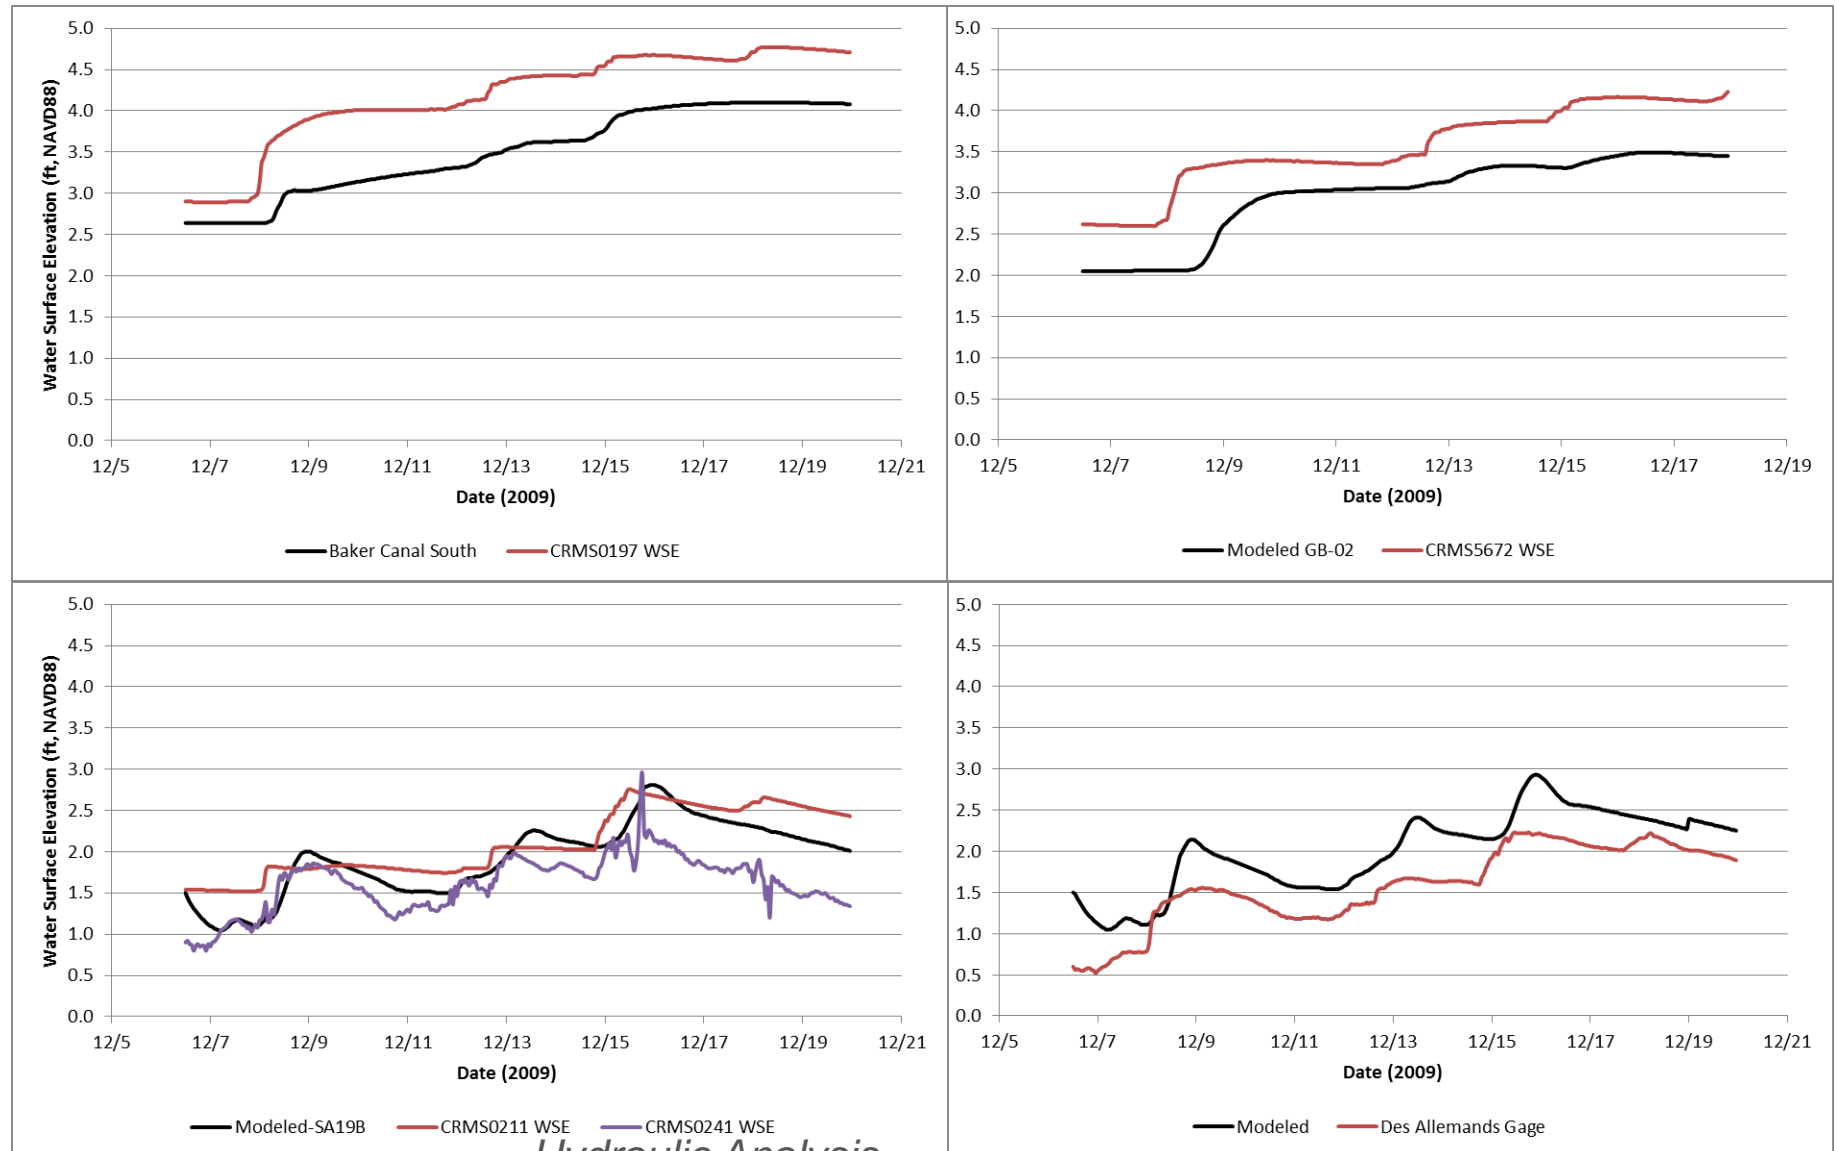 5.0
4.5
4.0
3.5
3.0
2.5
2.0
1.5
1.0
0.5
0.0
Water Surface Elevation (ft, NAVD88)
12/5 12/7 12/9 12/11 12/13 12/15 12/17 12/19 12/21
Date (2009)
Baker Canal South CRMS0197 WSE
5.0
4.5
4.0
3.5
3.0
2.5
2.0
1.5
1.0
0.5
0.0
12/5 12/7 12/9 12/11 12/13 12/15 12/17 12/19
Date (2009)
Modeled GB-02 CRMS5672 WSE
5.0
4.5
4.0
3.5
3.0
2.5
2.0
1.5
1.0
0.5
0.0
Water Surface Elevation (ft, NAVD88)
12/5 12/7 12/9 12/11 12/13 12/15 12/17 12/19 12/21
Date (2009)
Modeled-SA19B CRMS0211 WSE CRMS0241 WSE
5.0
4.5
4.0
3.5
3.0
2.5
2.0
1.5
1.0
0.5
0.0
12/5 12/7 12/9 12/11 12/13 12/15 12/17 12/19 12/21
Date (2009)
Modeled Des Allemands Gage
Hydraulic Analysis